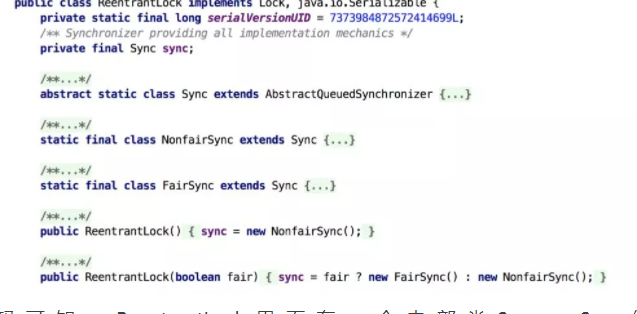 public class ReentrantLock implements Lock, java.io.Serializable {
private static final long serialVersionUID = 7373984872572414699L;
/** Synchronizer providing all implementation mechanics */
private final Sync sync;
/**...*/
abstract static class Sync extends AbstractQueuedSynchronizer {...}
/**...*/
static final class NonfairSync extends Sync {...}
/**...*/
static final class FairSync extends Sync {...}
/**...*/
public ReentrantLock() { sync = new NonfairSync(); }
/**...*/
public ReentrantLock(boolean fair) { sync = fair ? new FairSync() : new NonfairSync(); }